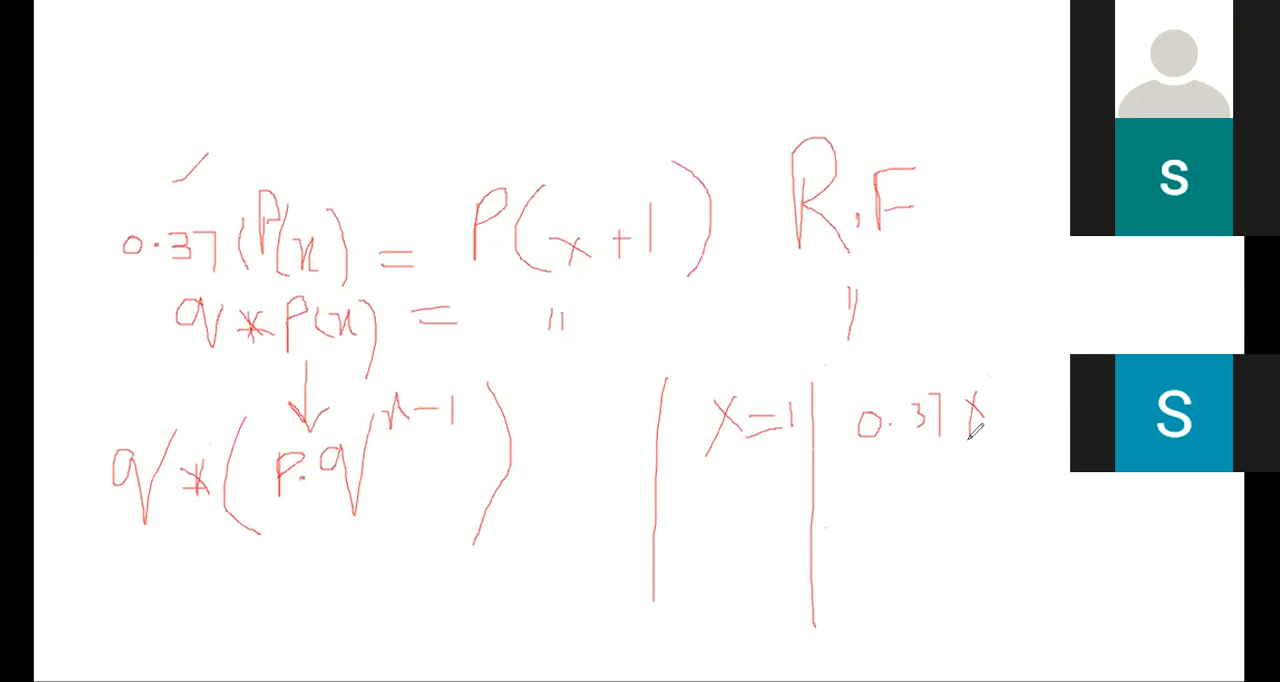 0.37 (P(x) = P(x+1) R.F
q * P(x) = " "
q * (p.q^x-1)
x=1 0.37 x
S
S